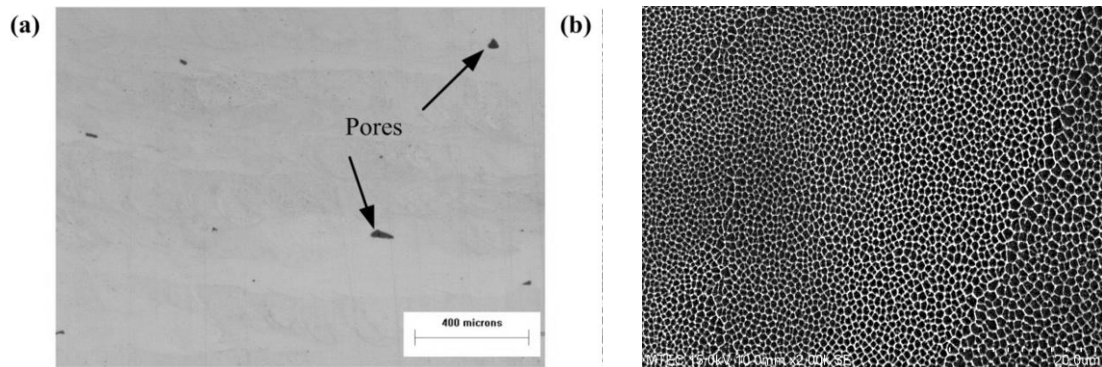 (a)
Pores
400 microns
(b)
MTEC 15.0kV 10.0mm x2.00k SE
20.0um